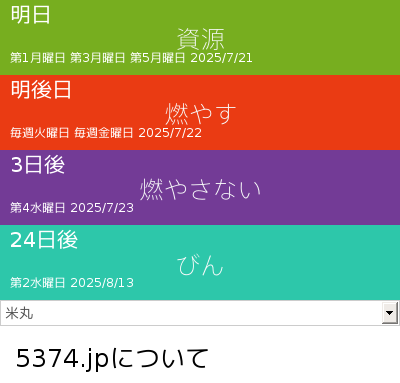 明日
資源
第1月曜日 第3月曜日 第5月曜日 2025/7/21
明後日
燃やす
毎週火曜日 毎週金曜日 2025/7/22
3日後
燃やさない
第4水曜日 2025/7/23
24日後
びん
第2水曜日 2025/8/13
米丸
5374.jpについて